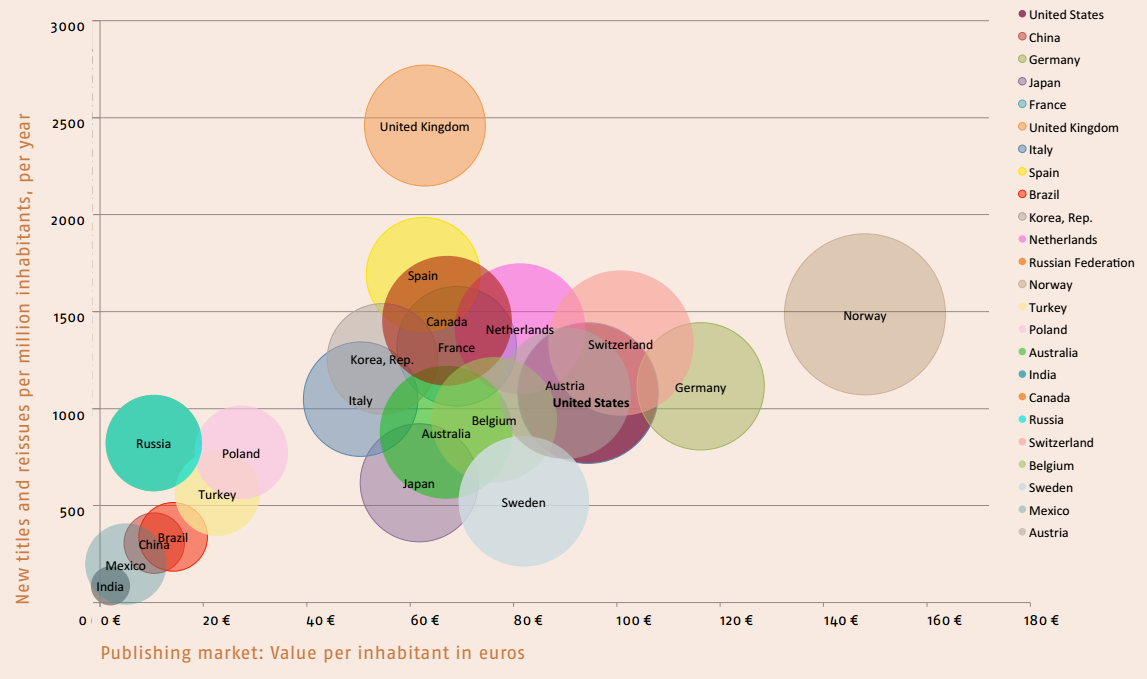 3000
2500
2000
1500
1000
500
0
0 €
20 €
40 €
60 €
80 €
100 €
120 €
140 €
160 €
180 €
New titles and reissues per million inhabitants, per year
Publishing market: Value per inhabitant in euros
United Kingdom
Spain
Canada
Netherlands
Norway
France
Switzerland
Korea, Rep.
Austria
Germany
Italy
United States
Belgium
Australia
Russia
Poland
Japan
Turkey
Sweden
Brazil
China
Mexico
India
United States
China
Germany
Japan
France
United Kingdom
Italy
Spain
Brazil
Korea, Rep.
Netherlands
Russian Federation
Norway
Turkey
Poland
Australia
India
Canada
Russia
Switzerland
Belgium
Sweden
Mexico
Austria